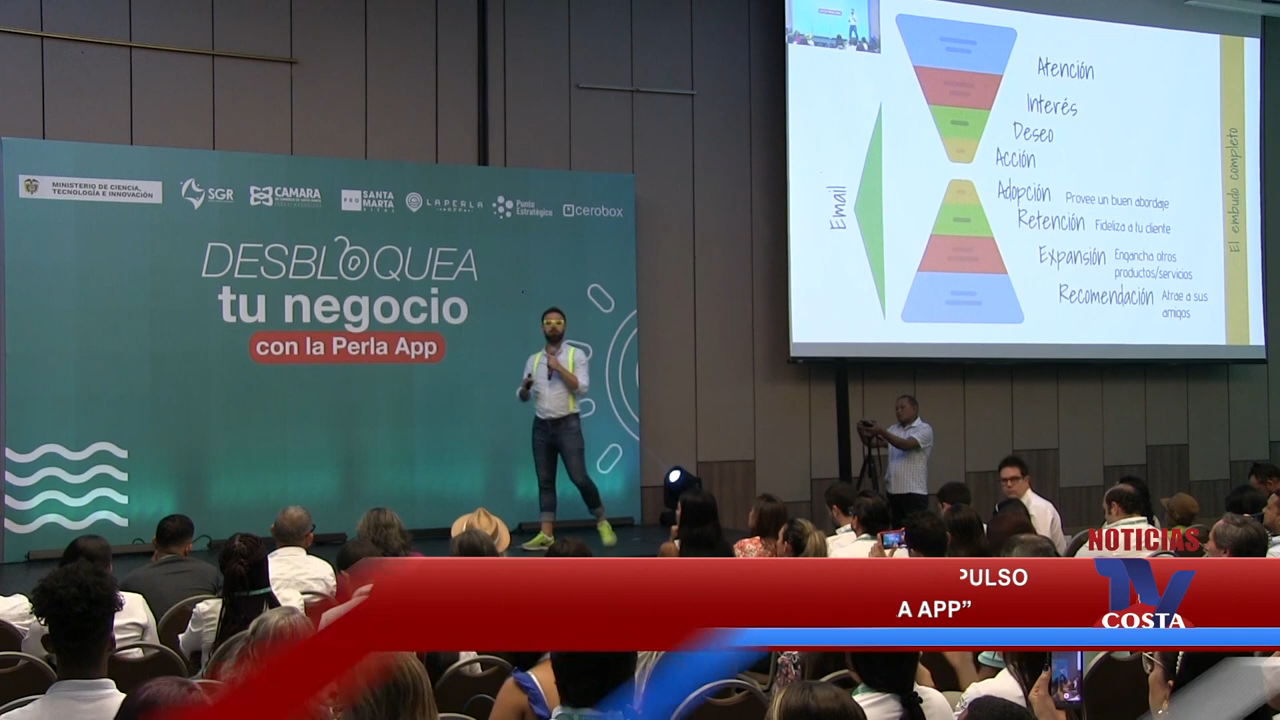 MINISTERIO DE CIENCIA,
TECNOLOGÍA E INNOVACIÓN
SGR
CAMARA
PRO
SANTA
MARTA
LAPERLA
Punto
Estratégico
cerobox
DESBLOQUEA
tu negocio
con la Perla App
Atención
Interés
Deseo
Acción
Adopción Provee un buen abordaje
Retención Fideliza a tu cliente
Expansión Engancha otros
productos/servicios
Recomendación Atrae a sus
amigos
Email
El embudo completo
NOTICIAS
PULSO
A APP”
TV
COSTA